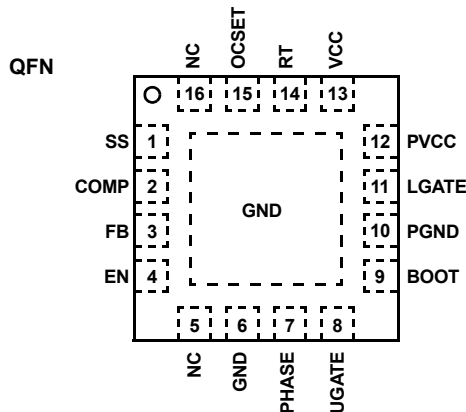 QFN
NC
OCSET
RT
VCC
16
15
14
13
SS 1
12 PVCC
COMP 2
11 LGATE
GND
FB 3
10 PGND
EN 4
9 BOOT
5
6
7
8
NC
GND
PHASE
UGATE